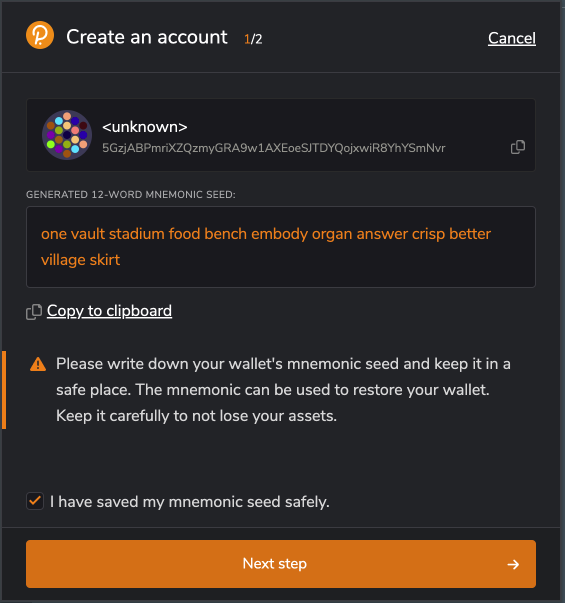 Create an account 1/2 Cancel
<unknown>
5GzjABPmriXZQzmyGRA9w1AXEoeSJTDYQojxwiR8YhYSmNvr
GENERATED 12-WORD MNEMONIC SEED:
one vault stadium food bench embody organ answer crisp better
village skirt
Copy to clipboard
Please write down your wallet's mnemonic seed and keep it in a
safe place. The mnemonic can be used to restore your wallet.
Keep it carefully to not lose your assets.
I have saved my mnemonic seed safely.
Next step